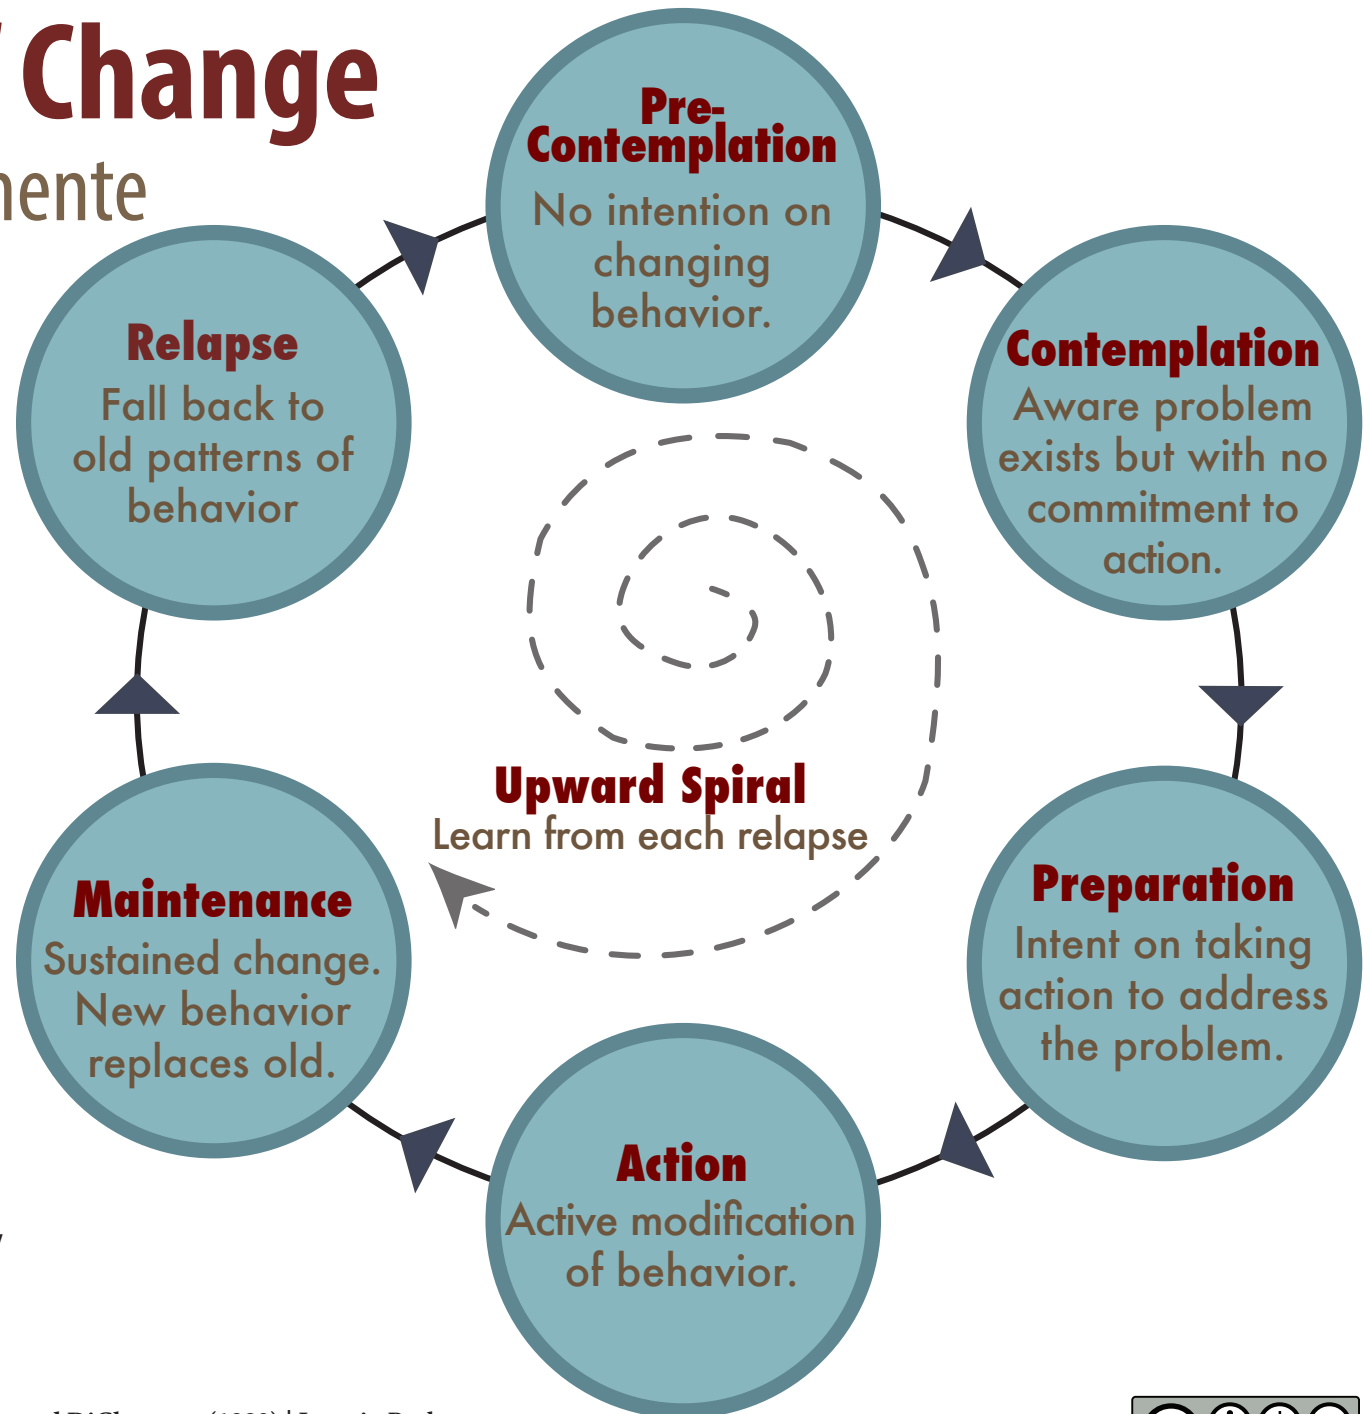 Change
Pre-
Contemplation
No intention on
changing
behavior.
Relapse
Fall back to
old patterns of
behavior
Contemplation
Aware problem
exists but with no
commitment to
action.
Upward Spiral
Learn from each relapse
Maintenance
Sustained change.
New behavior
replaces old.
Preparation
Intent on taking
action to address
the problem.
Action
Active modification
of behavior.